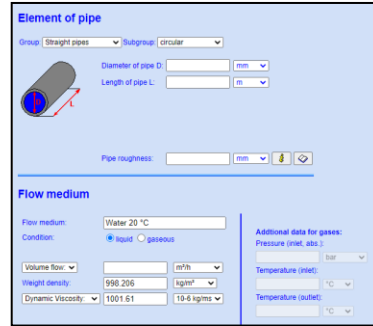 Element of pipe
Group: Straight pipes Subgroup: circular
Diameter of pipe D: mm
Length of pipe L: m
L
Pipe roughness: mm
Flow medium
Flow medium: Water 20 °C
Condition: liquid gaseous
Volume flow: m³/h
Weight density: 998.206 kg/m³
Dynamic Viscosity: 1001.61 10-6 kg/ms
Addtional data for gases:
Pressure (inlet, abs.):
bar
Temperature (inlet):
°C
Temperature (outlet):
°C